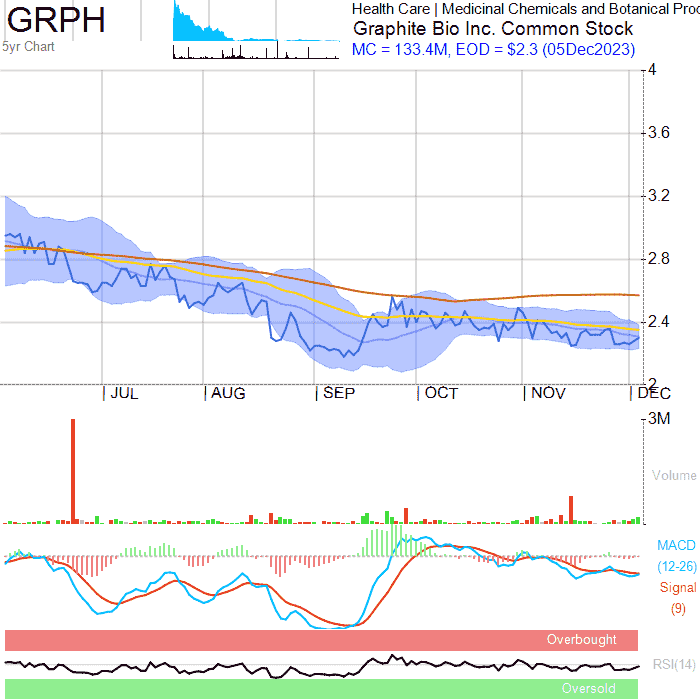 GRPH
5yr Chart
Health Care | Medicinal Chemicals and Botanical Pro
Graphite Bio Inc. Common Stock
MC = 133.4M, EOD = $2.3 (05Dec2023)
4
3.6
3.2
2.8
2.4
2
JUL AUG SEP OCT NOV DEC
3M
Volume
MACD
(12-26)
Signal
(9)
Overbought
RSI(14)
Oversold